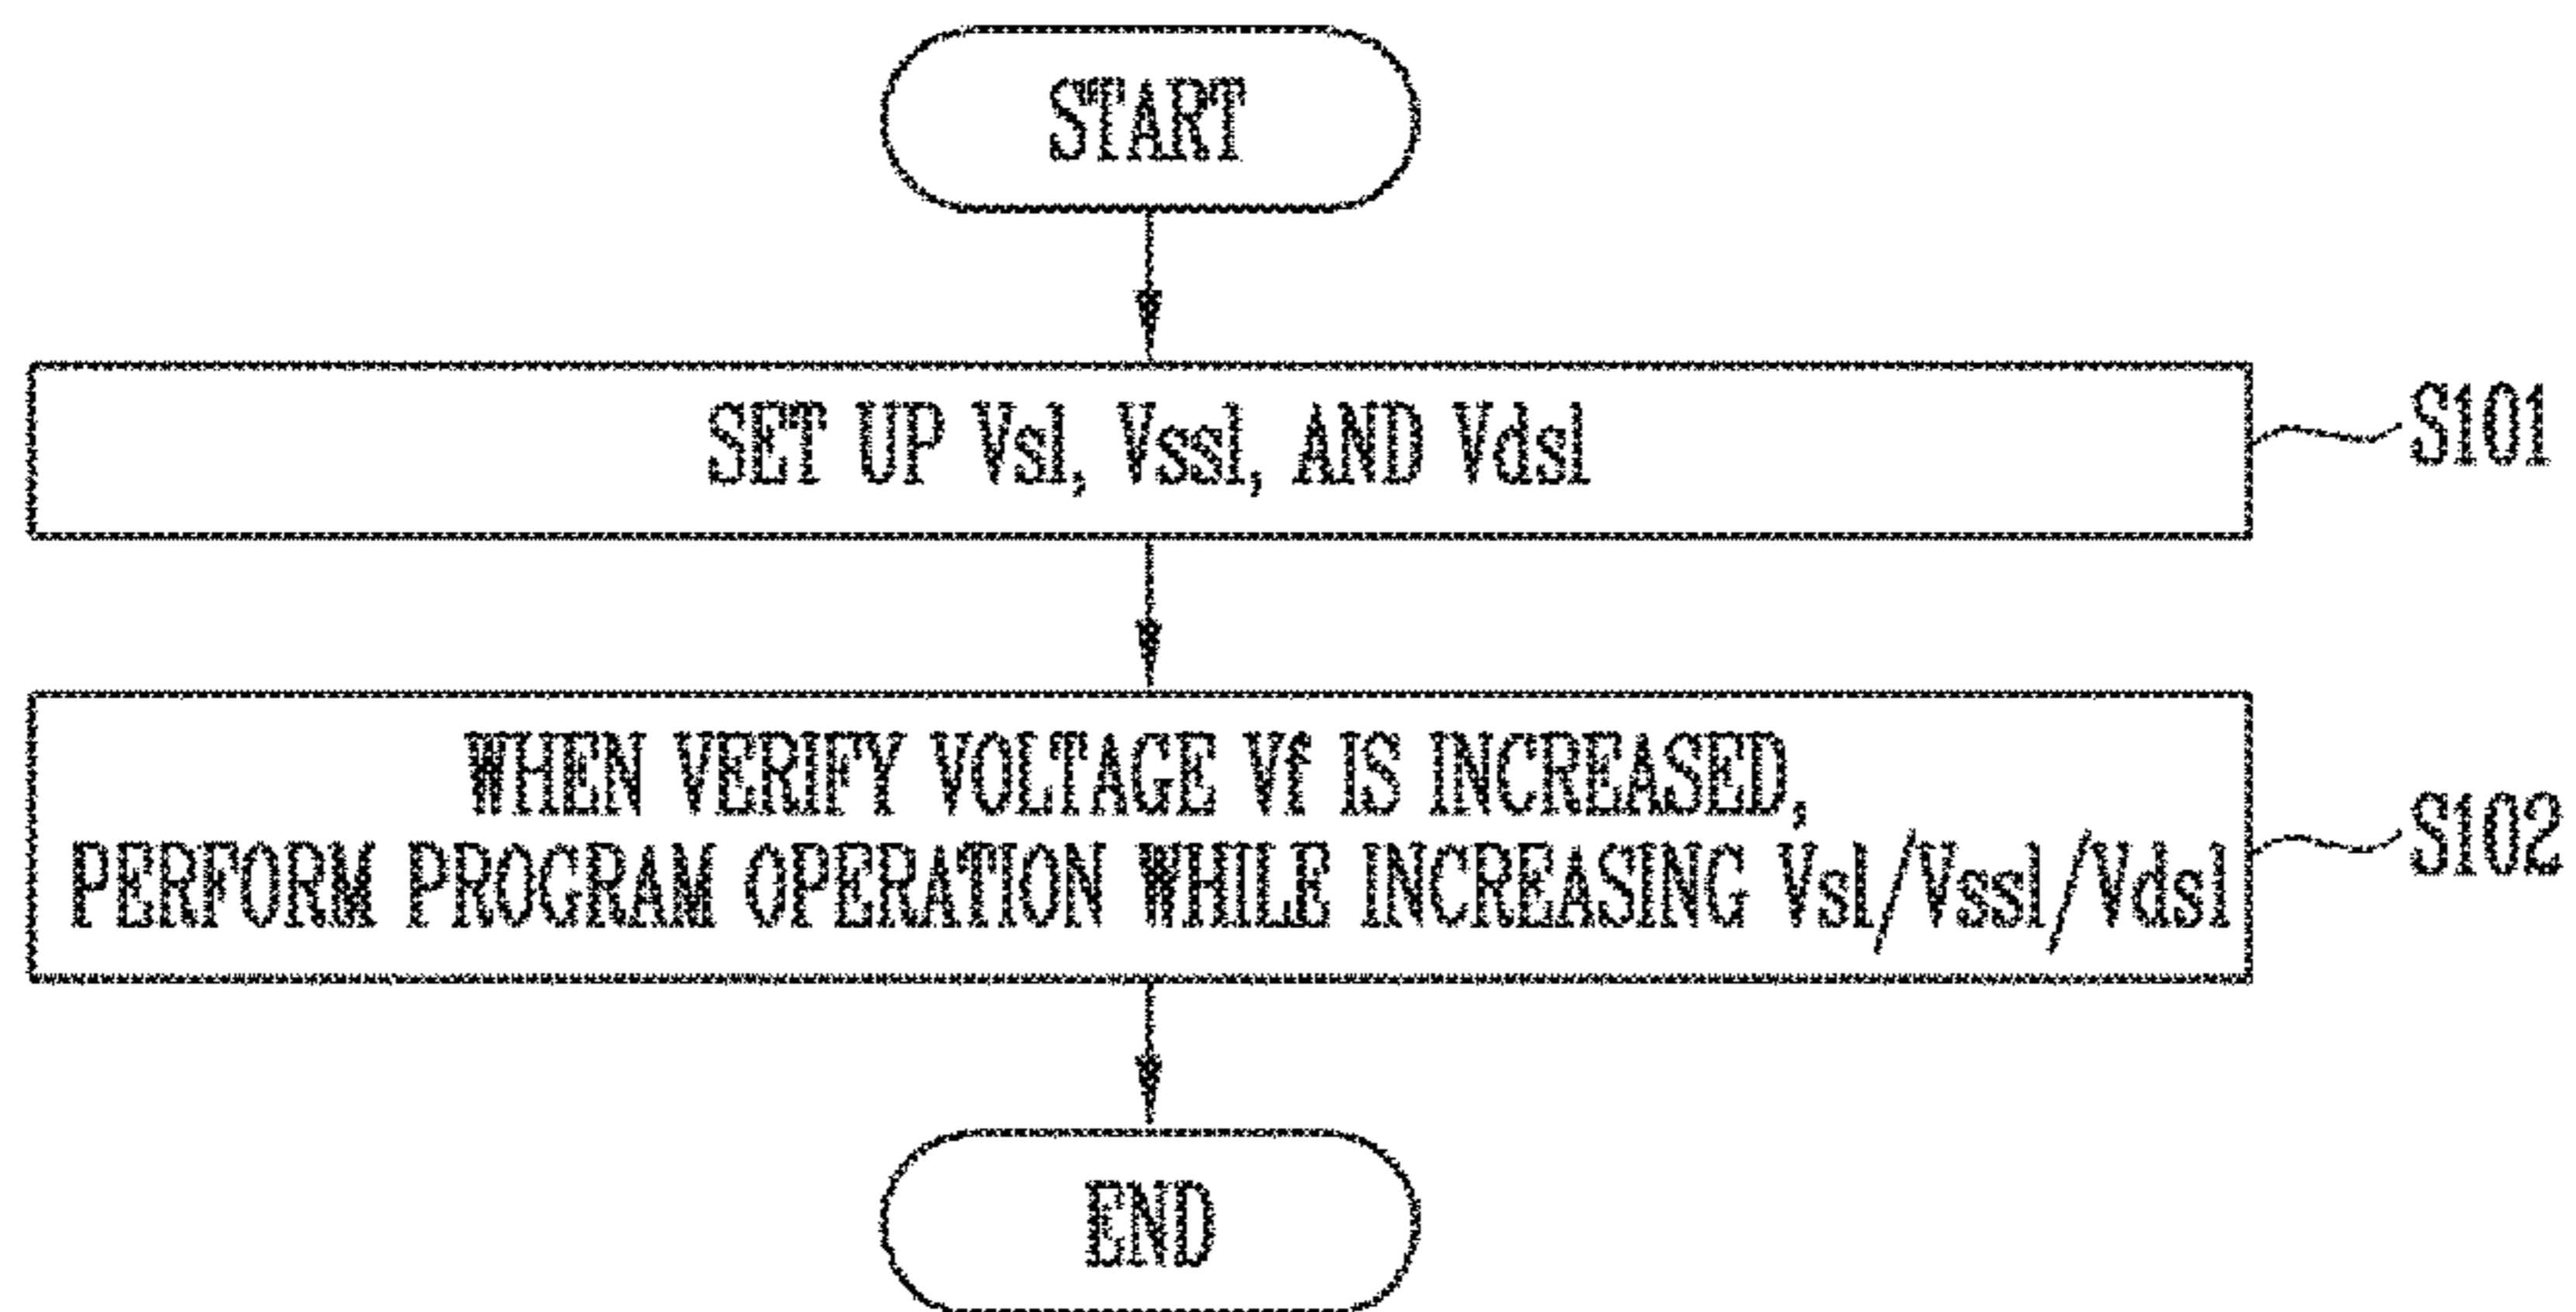 START
SET UP Vsl, Vssl, AND Vdsl
S101
WHEN VERIFY VOLTAGE Vf IS INCREASED,
PERFORM PROGRAM OPERATION WHILE INCREASING Vsl/Vssl/Vdsl
S102
END